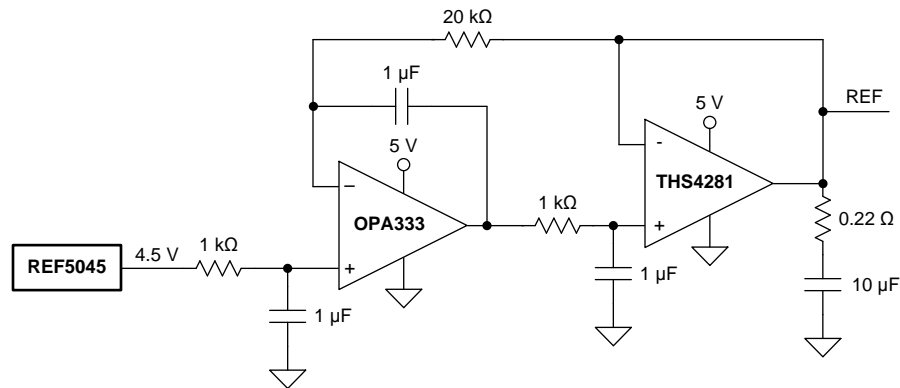 20 kΩ
1 µF
5 V
5 V
REF
−
-
THS4281
OPA333
0.22 Ω
1 kΩ
+
REF5045
4.5 V
1 kΩ
+
1 µF
10 µF
1 µF